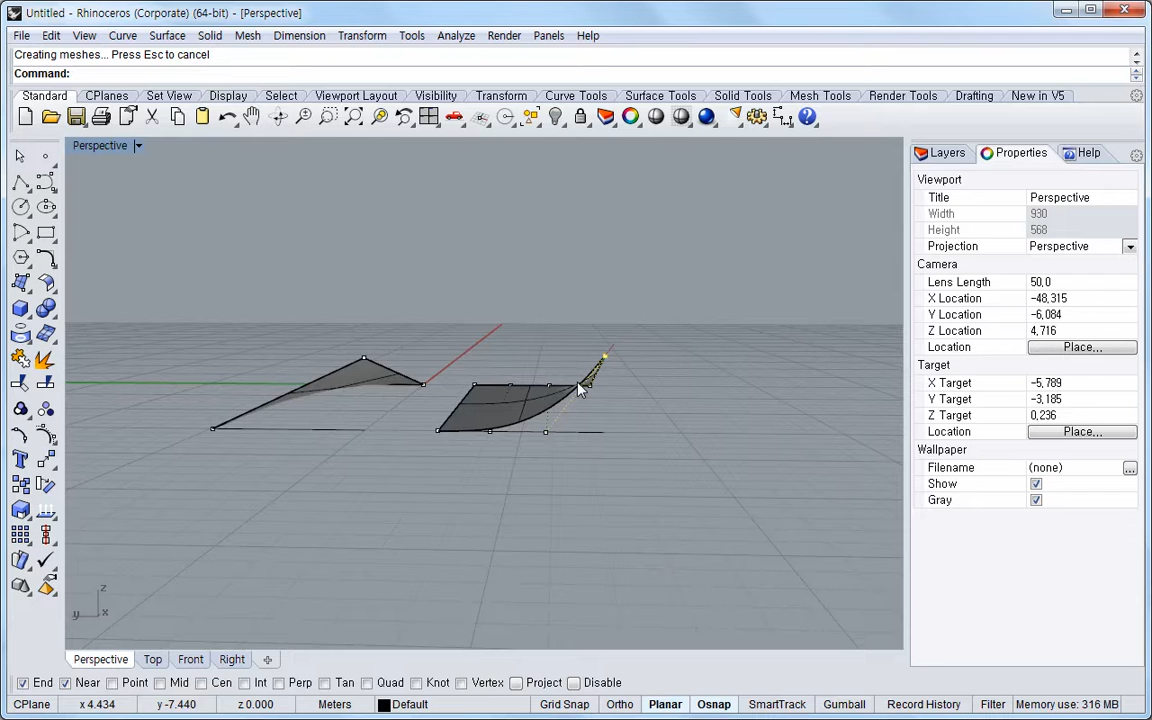 Untitled - Rhinoceros (Corporate) (64-bit) - [Perspective]
File Edit View Curve Surface Solid Mesh Dimension Transform Tools Analyze Render Panels Help
Creating meshes... Press Esc to cancel
Command:
Standard CPlanes Set View Display Select Viewport Layout Visibility Transform Curve Tools Surface Tools Solid Tools Mesh Tools Render Tools Drafting New in V5
Perspective
Layers Properties Help
Viewport
Title Perspective
Width 930
Height 568
Projection Perspective
Camera
Lens Length 50,0
X Location -48,315
Y Location -6,084
Z Location 4,716
Location Place...
Target
X Target -5,789
Y Target -3,185
Z Target 0,236
Location Place...
Wallpaper
Filename (none) ...
Show
Gray
z
y x
Perspective Top Front Right
End Near Point Mid Cen Int Perp Tan Quad Knot Vertex Project Disable
CPlane x 4.434 y -7.440 z 0.000 Meters Default Grid Snap Ortho Planar Osnap SmartTrack Gumball Record History Filter Memory use: 316 MB